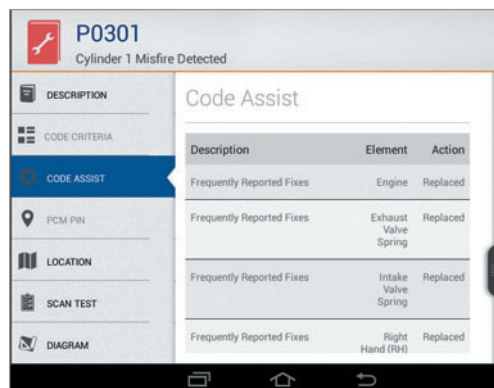 P0301
Cylinder 1 Misfire Detected
DESCRIPTION
CODE CRITERIA
CODE ASSIST
PCM PIN
LOCATION
SCAN TEST
DIAGRAM
Code Assist
Description Element Action
Frequently Reported Fixes Engine Replaced
Frequently Reported Fixes Exhaust Replaced
Valve
Spring
Frequently Reported Fixes Intake Replaced
Valve
Spring
Frequently Reported Fixes Right Replaced
Hand (RH)